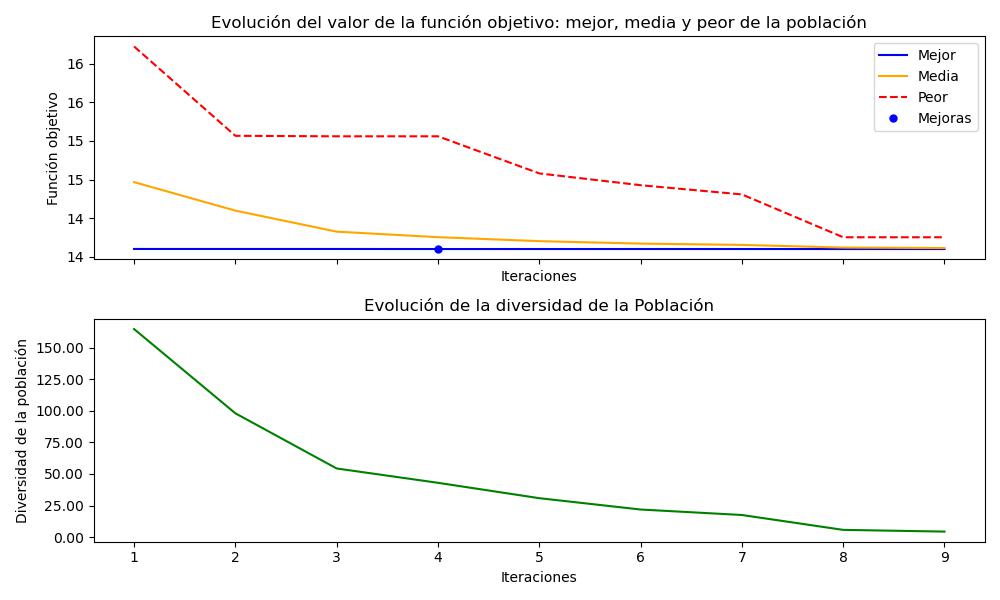 Evolución del valor de la función objetivo: mejor, media y peor de la población
Función objetivo
16
16
15
15
14
14
Mejor
Media
Peor
Mejoras
Iteraciones
Evolución de la diversidad de la Población
Diversidad de la población
150.00
125.00
100.00
75.00
50.00
25.00
0.00
1 2 3 4 5 6 7 8 9
Iteraciones